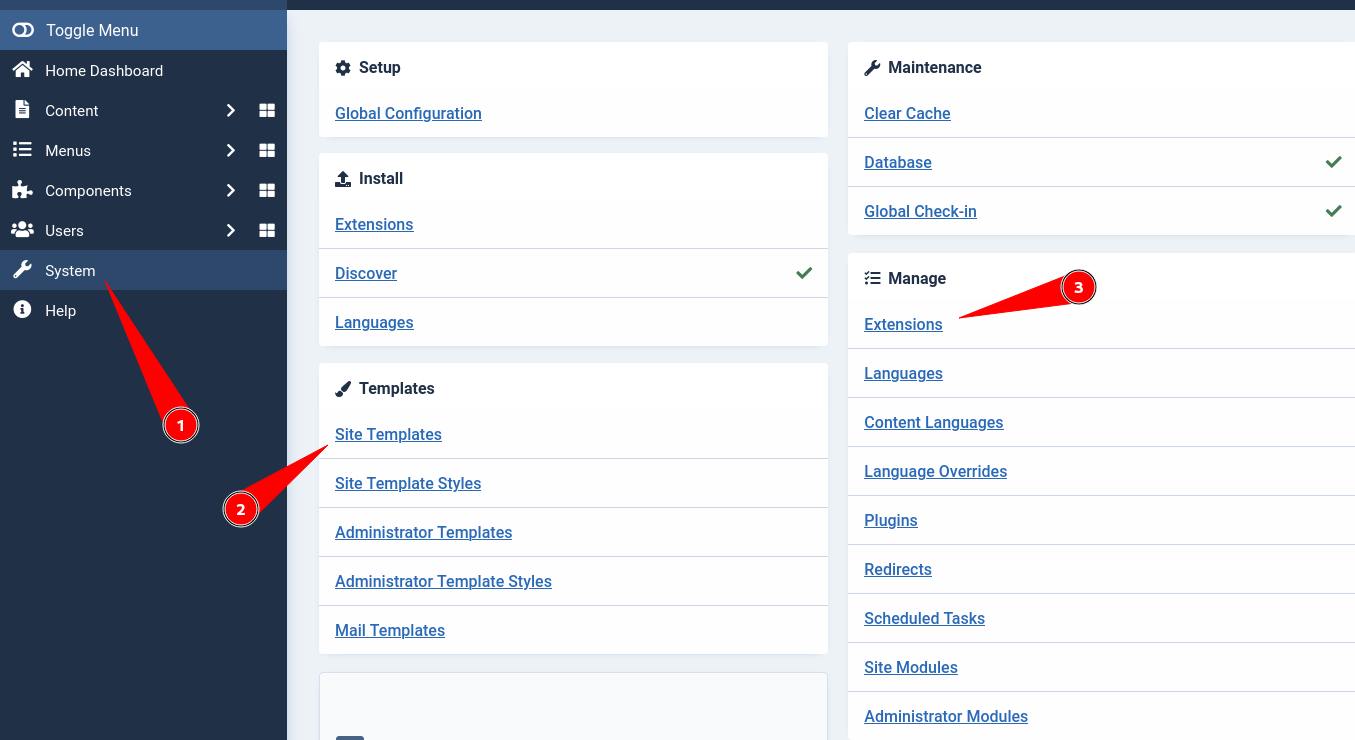 Toggle Menu
Home Dashboard
Content
Menus
Components
Users
System
Help
1
2
Setup
Global Configuration
Install
Extensions
Discover
Languages
Templates
Site Templates
Site Template Styles
Administrator Templates
Administrator Template Styles
Mail Templates
Maintenance
Clear Cache
Database
Global Check-in
Manage
3
Extensions
Languages
Content Languages
Language Overrides
Plugins
Redirects
Scheduled Tasks
Site Modules
Administrator Modules